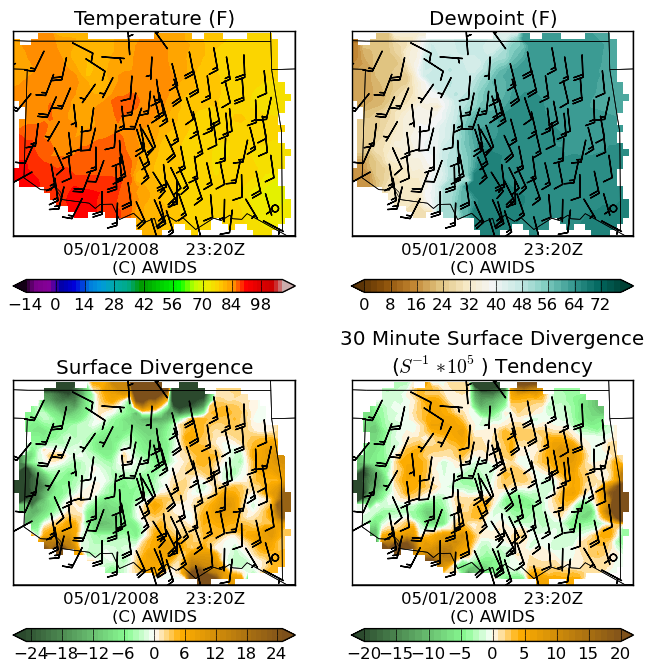 Temperature (F)
Dewpoint (F)
05/01/2008 23:20Z
(C) AWIDS
05/01/2008 23:20Z
(C) AWIDS
−14 0 14 28 42 56 70 84 98
0 8 16 24 32 40 48 56 64 72
Surface Divergence
30 Minute Surface Divergence
(S⁻¹ *10⁵ ) Tendency
05/01/2008 23:20Z
(C) AWIDS
05/01/2008 23:20Z
(C) AWIDS
−24 −18 −12 −6 0 6 12 18 24
−20 −15 −10 −5 0 5 10 15 20